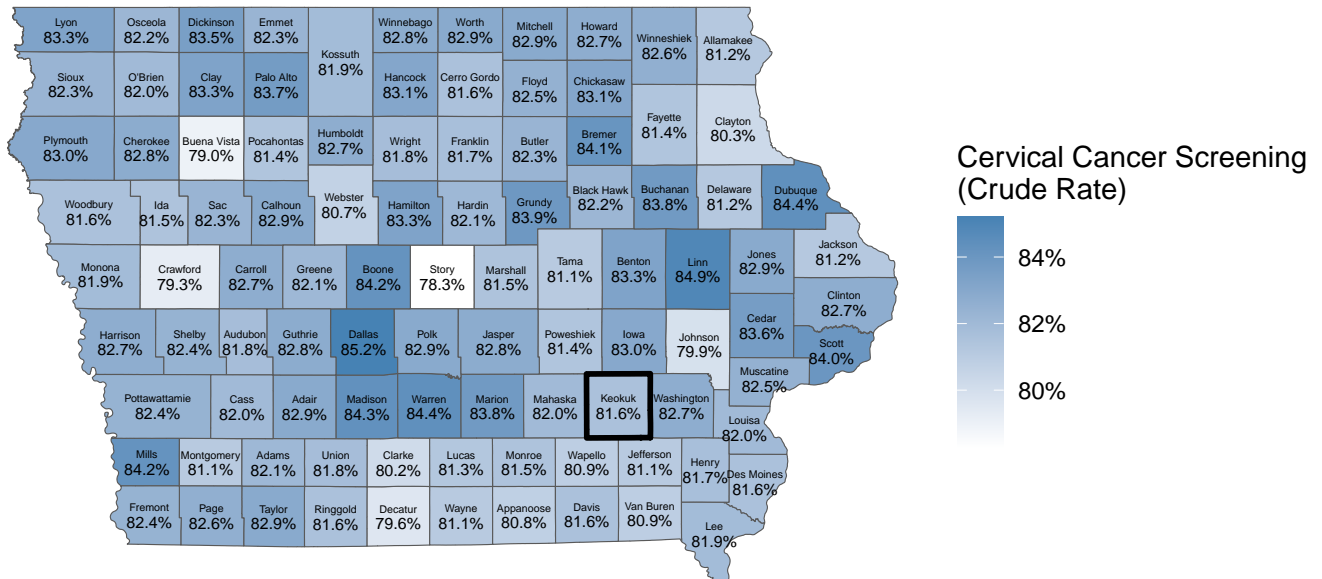 Lyon
83.3%
Osceola
82.2%
Dickinson
83.5%
Emmet
82.3%
Kossuth
81.9%
Winnebago
82.8%
Worth
82.9%
Mitchell
82.9%
Howard
82.7%
Winneshiek
82.6%
Allamakee
81.2%
Sioux
82.3%
O'Brien
82.0%
Clay
83.3%
Palo Alto
83.7%
Hancock
83.1%
Cerro Gordo
81.6%
Floyd
82.5%
Chickasaw
83.1%
Fayette
81.4%
Clayton
80.3%
Plymouth
83.0%
Cherokee
82.8%
Buena Vista
79.0%
Pocahontas
81.4%
Humboldt
82.7%
Wright
81.8%
Franklin
81.7%
Butler
82.3%
Bremer
84.1%
Woodbury
81.6%
Ida
81.5%
Sac
82.3%
Calhoun
82.9%
Webster
80.7%
Hamilton
83.3%
Hardin
82.1%
Grundy
83.9%
Black Hawk
82.2%
Buchanan
83.8%
Delaware
81.2%
Dubuque
84.4%
Monona
81.9%
Crawford
79.3%
Carroll
82.7%
Greene
82.1%
Boone
84.2%
Story
78.3%
Marshall
81.5%
Tama
81.1%
Benton
83.3%
Linn
84.9%
Jones
82.9%
Jackson
81.2%
Clinton
82.7%
Harrison
82.7%
Shelby
82.4%
Audubon
81.8%
Guthrie
82.8%
Dallas
85.2%
Polk
82.9%
Jasper
82.8%
Poweshiek
81.4%
Iowa
83.0%
Johnson
79.9%
Cedar
83.6%
Scott
84.0%
Muscatine
82.5%
Pottawattamie
82.4%
Cass
82.0%
Adair
82.9%
Madison
84.3%
Warren
84.4%
Marion
83.8%
Mahaska
82.0%
Keokuk
81.6%
Washington
82.7%
Louisa
82.0%
Mills
84.2%
Montgomery
81.1%
Adams
82.1%
Union
81.8%
Clarke
80.2%
Lucas
81.3%
Monroe
81.5%
Wapello
80.9%
Jefferson
81.1%
Henry
81.7%
Des Moines
81.6%
Fremont
82.4%
Page
82.6%
Taylor
82.9%
Ringgold
81.6%
Decatur
79.6%
Wayne
81.1%
Appanoose
80.8%
Davis
81.6%
Van Buren
80.9%
Lee
81.9%
Cervical Cancer Screening
(Crude Rate)
84%
82%
80%